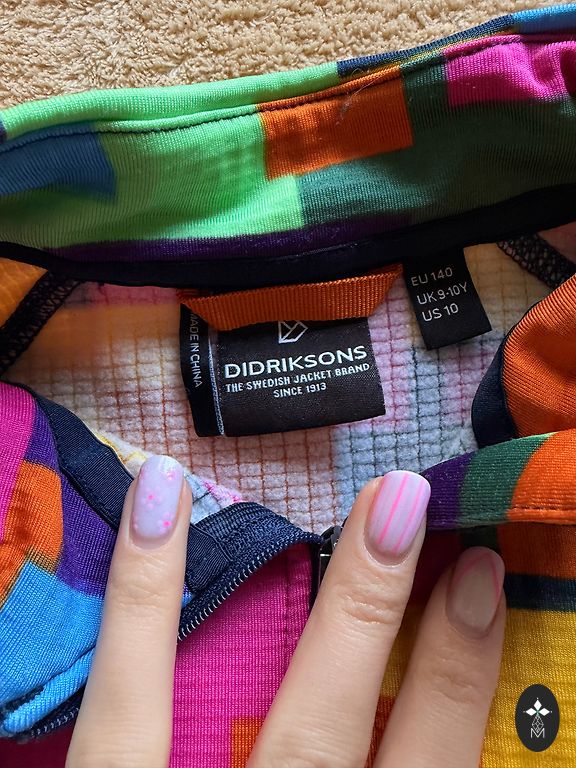 EU 140
UK 9-10Y
US 10
MADE IN CHINA
DIDRIKSONS
THE SWEDISH JACKET BRAND
SINCE 1913